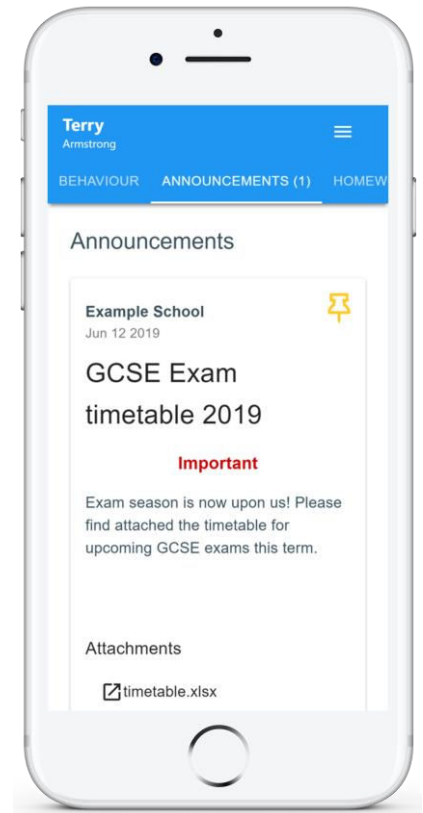 Terry
Armstrong
BEHAVIOUR ANNOUNCEMENTS (1) HOMEW
Announcements
Example School
Jun 12 2019
GCSE Exam
timetable 2019
Important
Exam season is now upon us! Please
find attached the timetable for
upcoming GCSE exams this term.
Attachments
timetable.xlsx